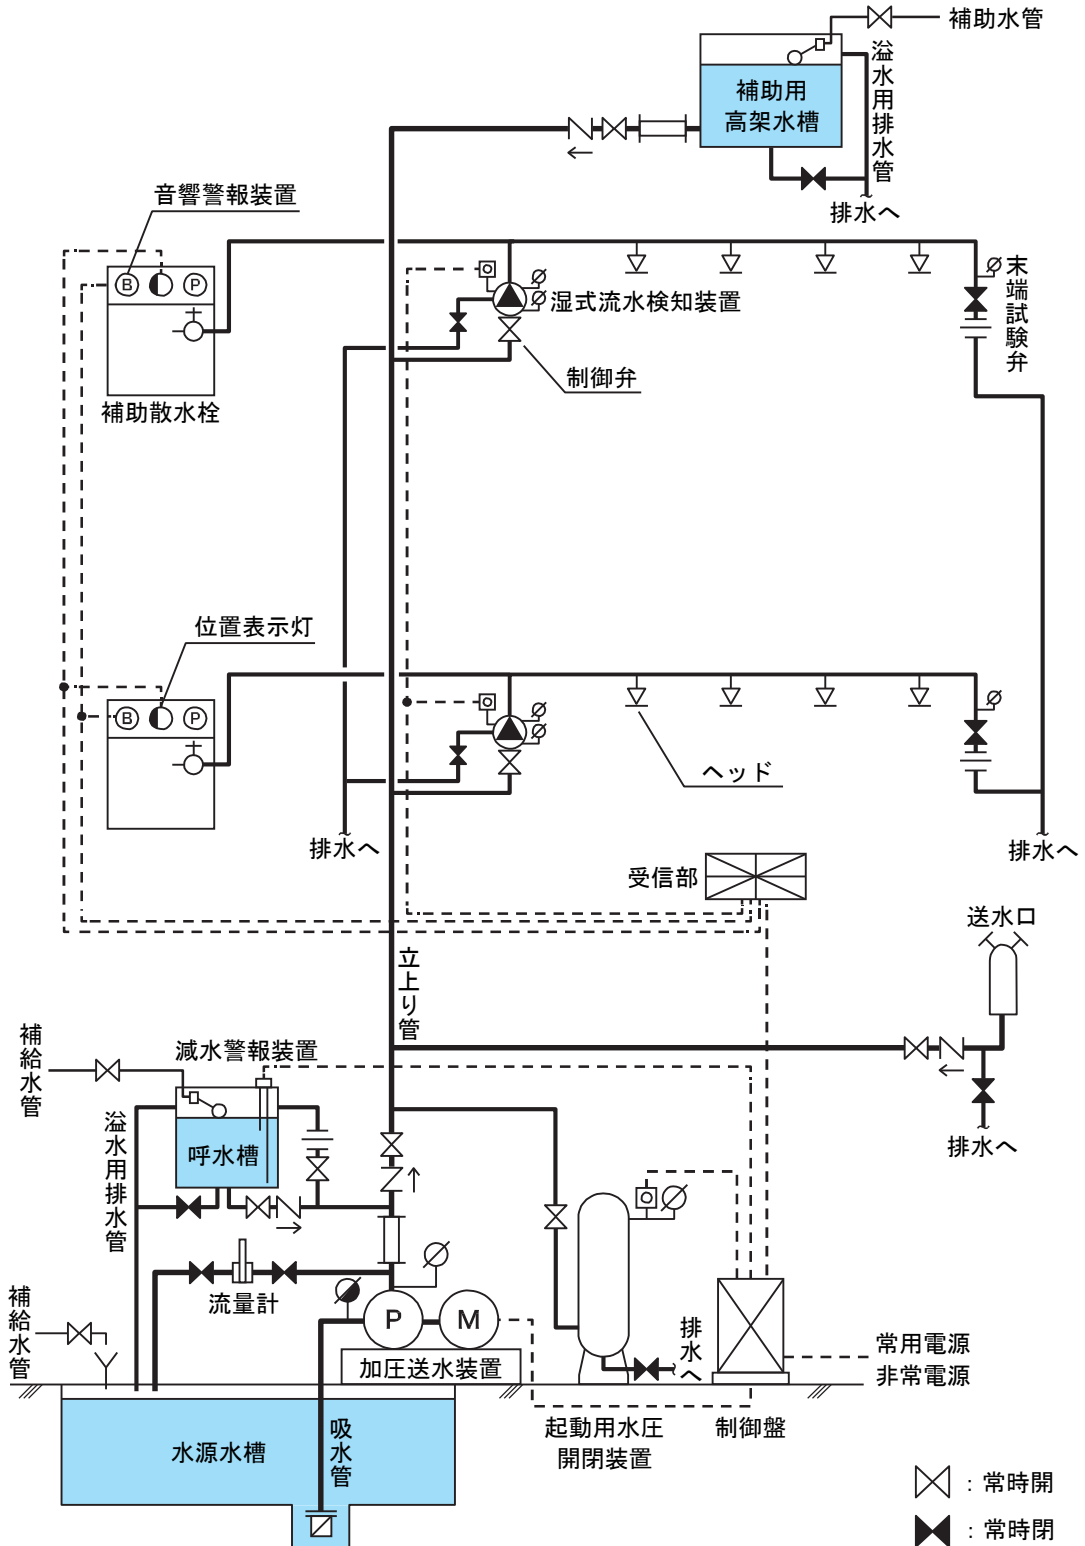 補助水管
溢水用排水管
補助用
高架水槽
排水へ
音響警報装置
B
P
補助散水栓
湿式流水検知装置
制御弁
末端試験弁
位置表示灯
B
P
ヘッド
排水へ
排水へ
受信部
送水口
立上り管
補給水管
減水警報装置
溢水用排水管
呼水槽
排水へ
流量計
補給水管
P
M
加圧送水装置
排水へ
常用電源
非常電源
水源水槽
吸水管
起動用水圧
開閉装置
制御盤
：常時開
：常時閉